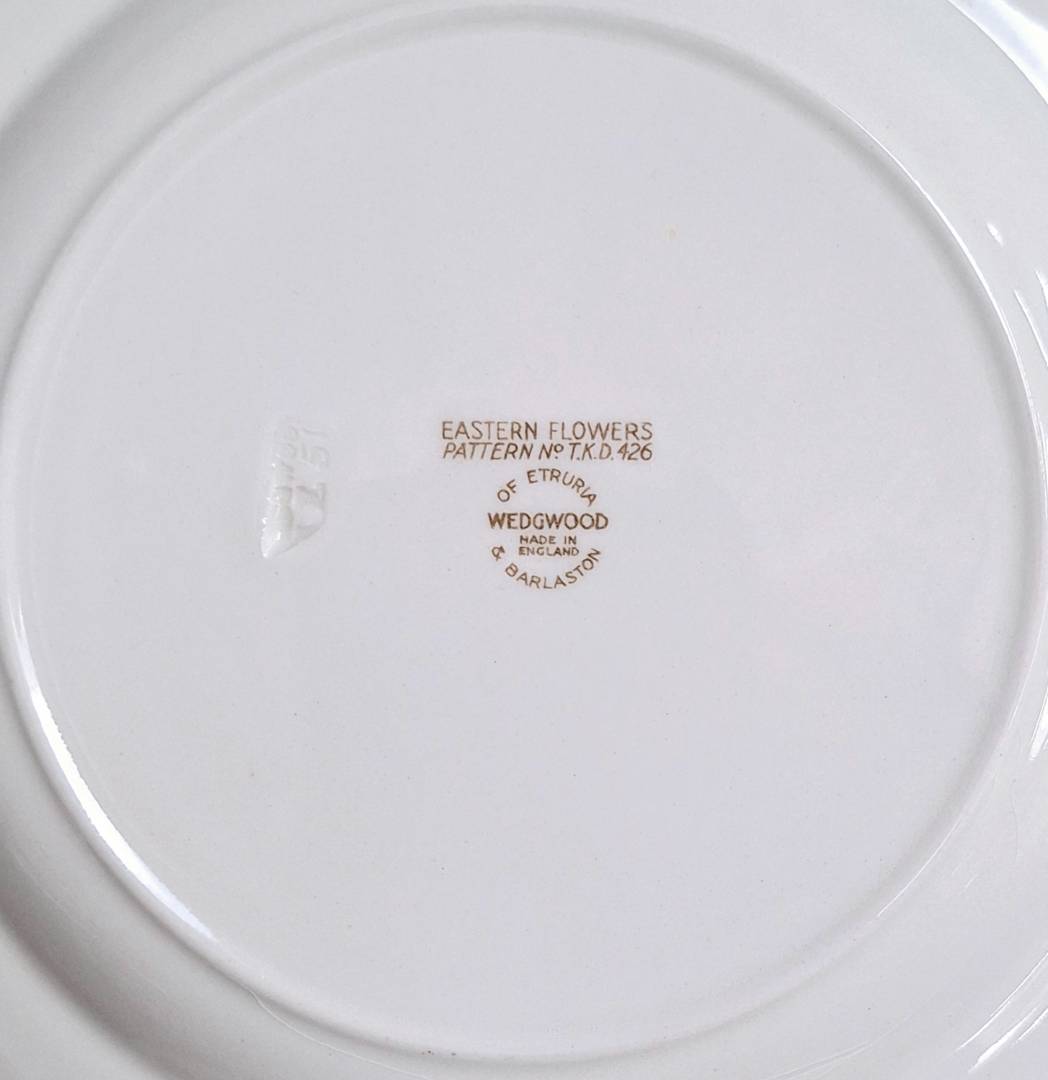 EASTERN FLOWERS
PATTERN Nº T.K.D. 426
OF ETRURIA
WEDGWOOD
MADE IN
ENGLAND
& BARLASTON